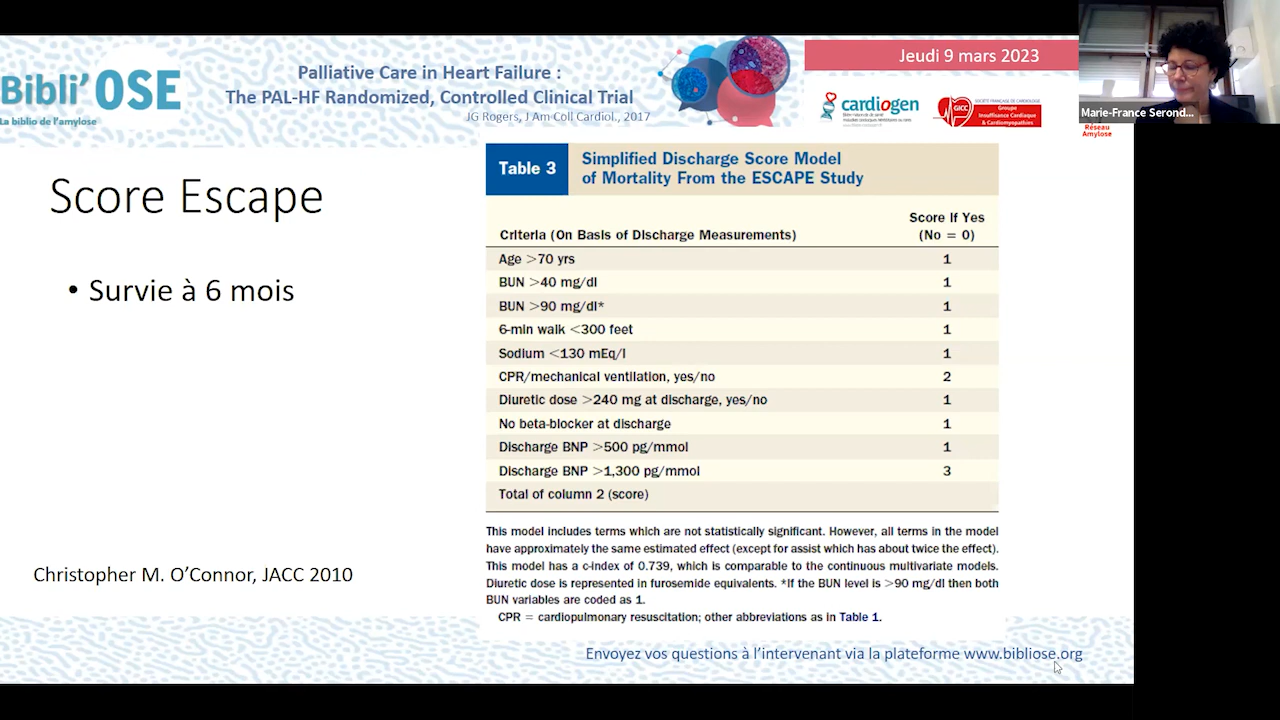 Bibli'OSE
La biblio de l'amylose
Palliative Care in Heart Failure :
The PAL-HF Randomized, Controlled Clinical Trial
JG Rogers, J Am Coll Cardiol., 2017
Jeudi 9 mars 2023
cardiogen
GICC
SOCIÉTÉ FRANÇAISE DE CARDIOLOGIE
Groupe
Insuffisance Cardiaque
& Cardiomyopathies
Marie-France Serond...
Réseau
Amylose
Score Escape
• Survie à 6 mois
Christopher M. O'Connor, JACC 2010
Table 3
Simplified Discharge Score Model
of Mortality From the ESCAPE Study
Criteria (On Basis of Discharge Measurements) Score If Yes (No = 0)
Age >70 yrs 1
BUN >40 mg/dl 1
BUN >90 mg/dl* 1
6-min walk <300 feet 1
Sodium <130 mEq/l 1
CPR/mechanical ventilation, yes/no 2
Diuretic dose >240 mg at discharge, yes/no 1
No beta-blocker at discharge 1
Discharge BNP >500 pg/mmol 1
Discharge BNP >1,300 pg/mmol 3
Total of column 2 (score)
This model includes terms which are not statistically significant. However, all terms in the model
have approximately the same estimated effect (except for assist which has about twice the effect).
This model has a c-index of 0.739, which is comparable to the continuous multivariate models.
Diuretic dose is represented in furosemide equivalents. *If the BUN level is >90 mg/dl then both
BUN variables are coded as 1.
CPR = cardiopulmonary resuscitation; other abbreviations as in Table 1.
Envoyez vos questions à l'intervenant via la plateforme www.bibliose.org